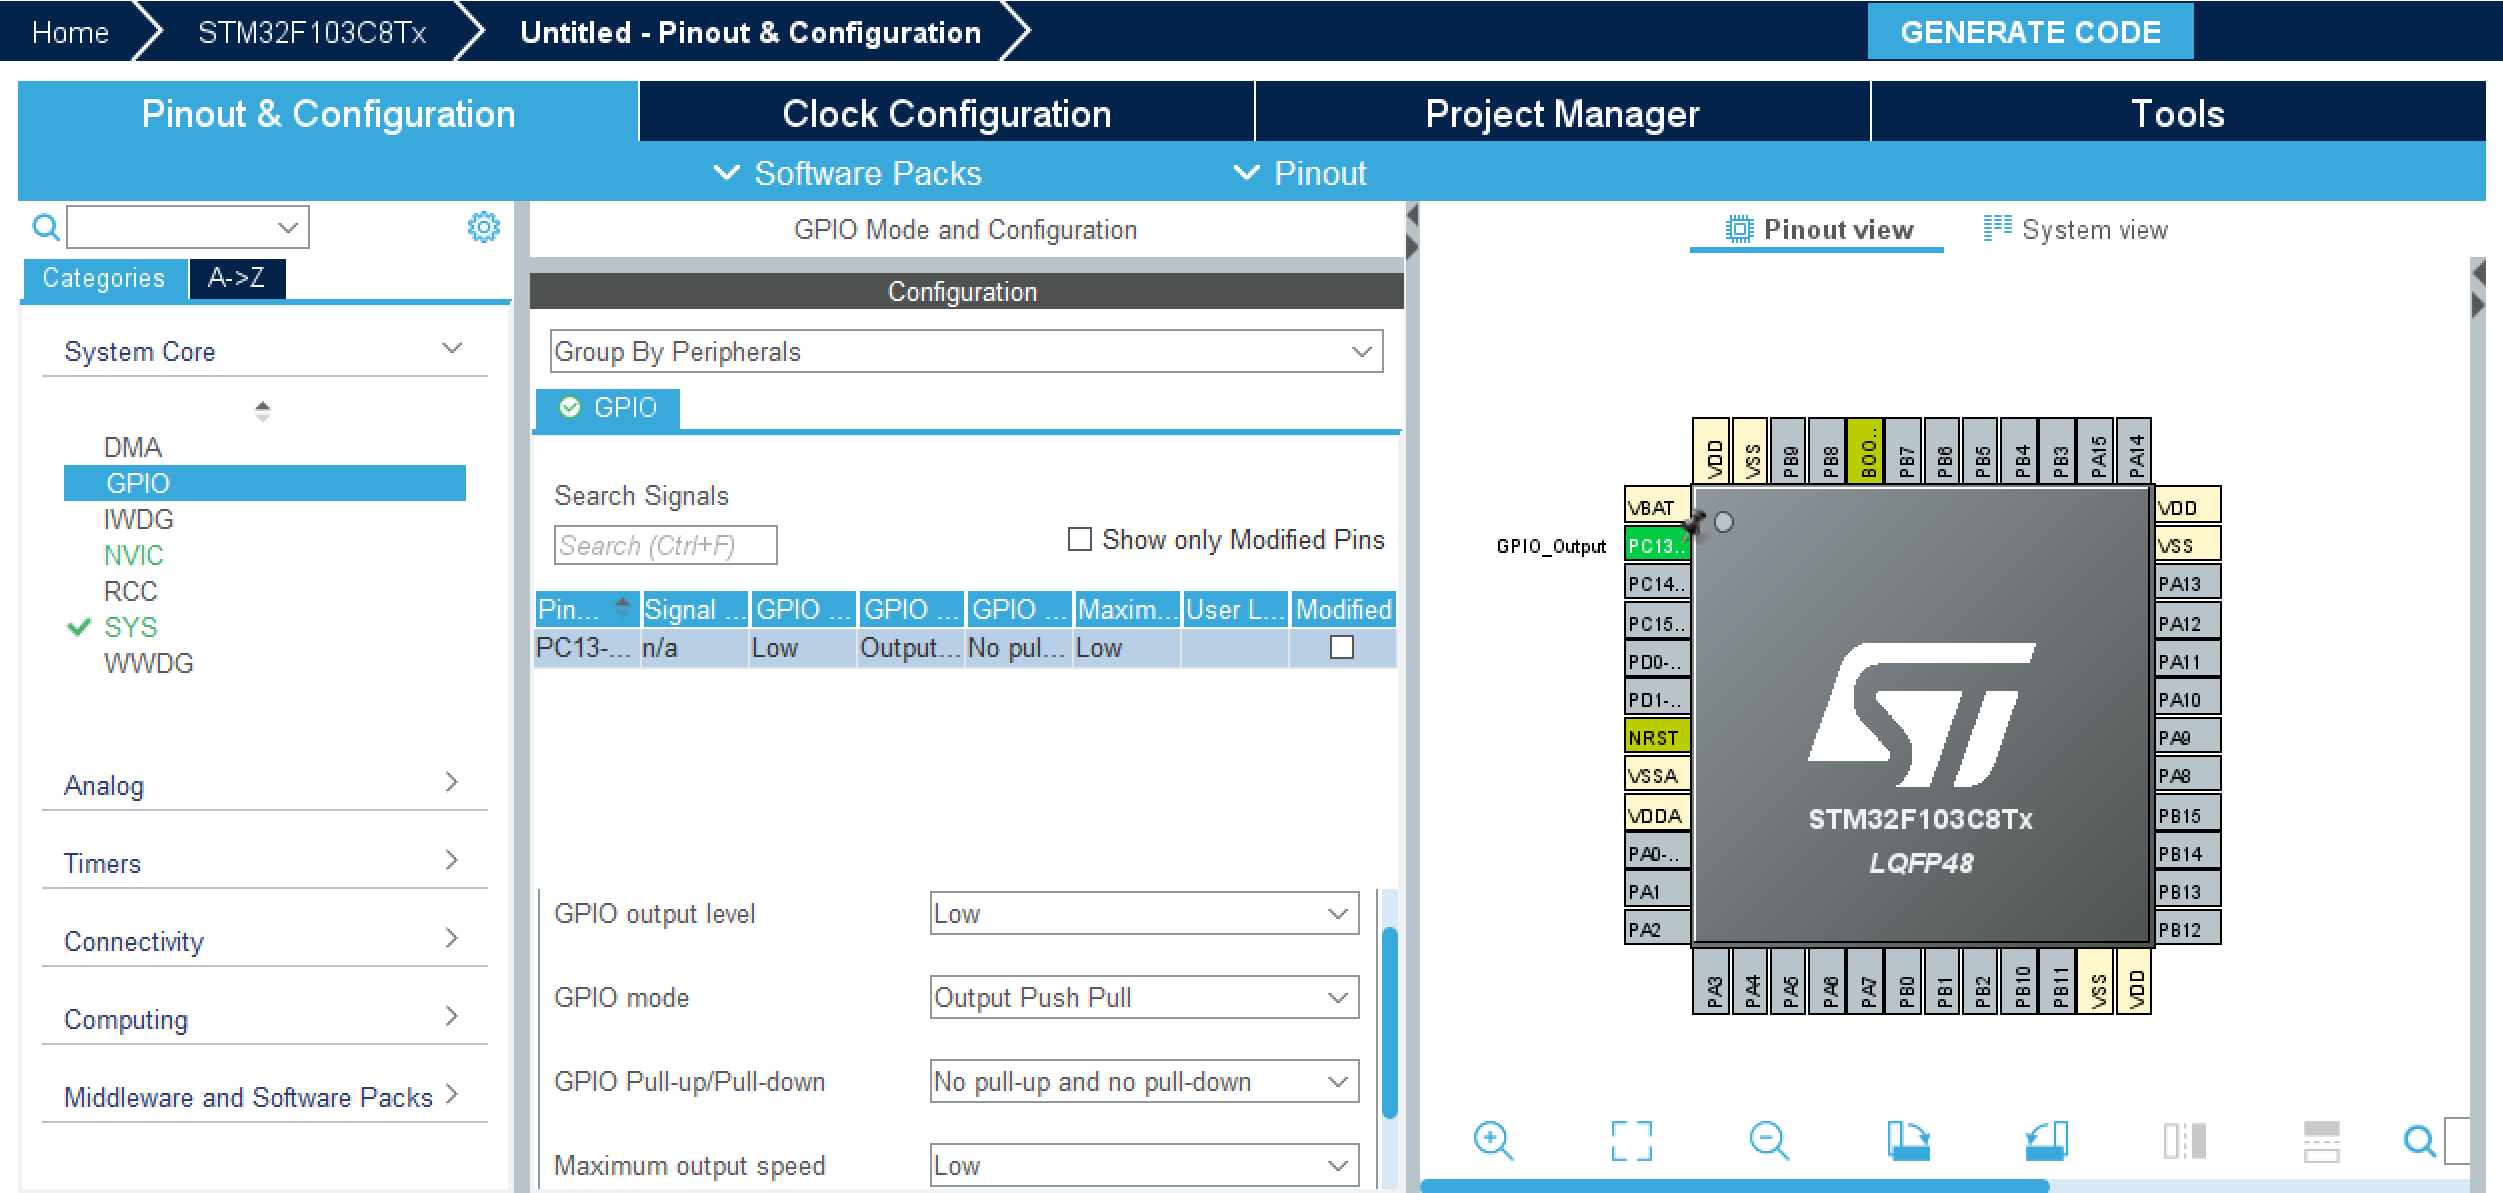 Home
STM32F103C8Tx
Untitled - Pinout & Configuration
GENERATE CODE
Pinout & Configuration
Clock Configuration
Project Manager
Tools
Software Packs
Pinout
Categories
A->Z
System Core
DMA
GPIO
IWDG
NVIC
RCC
SYS
WWDG
Analog
Timers
Connectivity
Computing
Middleware and Software Packs
GPIO Mode and Configuration
Configuration
Group By Peripherals
GPIO
Search Signals
Search (Ctrl+F)
Show only Modified Pins
Pin... Signal ... GPIO ... GPIO ... GPIO ... Maxim... User L... Modified
PC13-... n/a Low Output... No pul... Low
GPIO output level Low
GPIO mode Output Push Pull
GPIO Pull-up/Pull-down No pull-up and no pull-down
Maximum output speed Low
Pinout view
System view
VDD
VSS
PB9
PB8
BOO..
PB7
PB6
PB5
PB4
PB3
PA15
PA14
VBAT
GPIO_Output PC13..
PC14..
PC15..
PD0-..
PD1-..
NRST
VSSA
VDDA
PA0-..
PA1
PA2
ST
STM32F103C8Tx
LQFP48
VDD
VSS
PA13
PA12
PA11
PA10
PA9
PA8
PB15
PB14
PB13
PB12
PA3
PA4
PA5
PA6
PA7
PB0
PB1
PB2
PB10
PB11
VSS
VDD